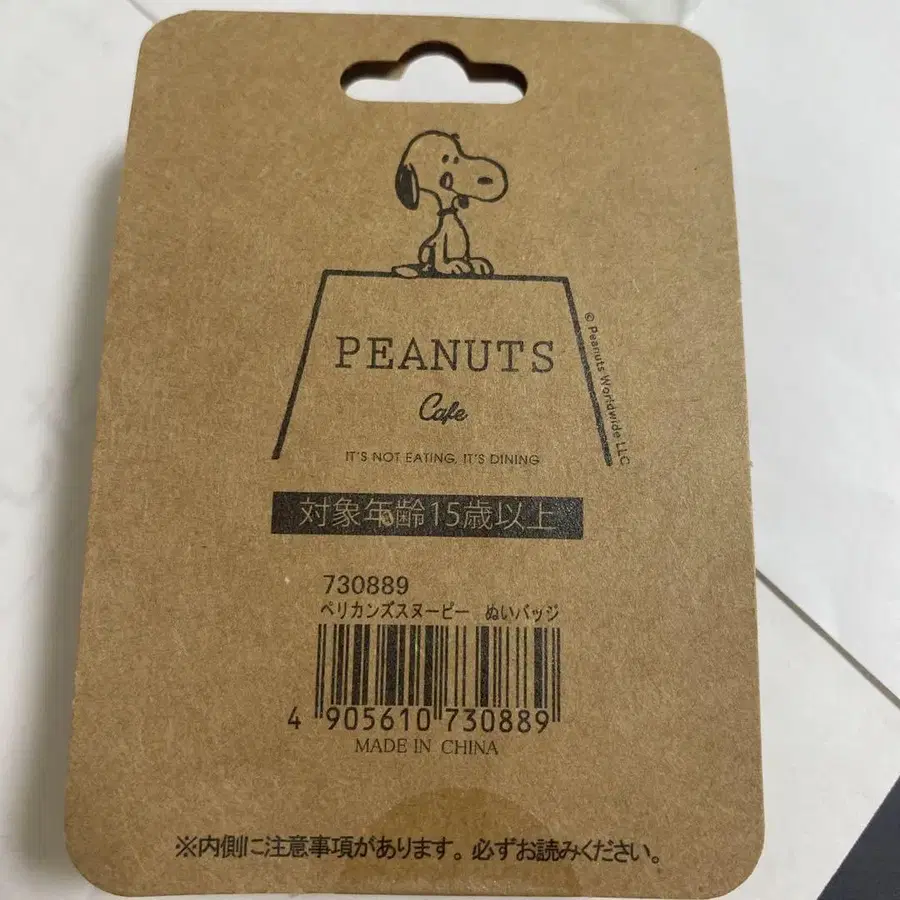 PEANUTS
Cafe
IT'S NOT EATING, IT'S DINING
© Peanuts Worldwide LLC
対象年齢15歳以上
730889
ペリカンズスヌーピー ぬいバッジ
4 905610 730889
MADE IN CHINA
※内側に注意事項があります。必ずお読みください。